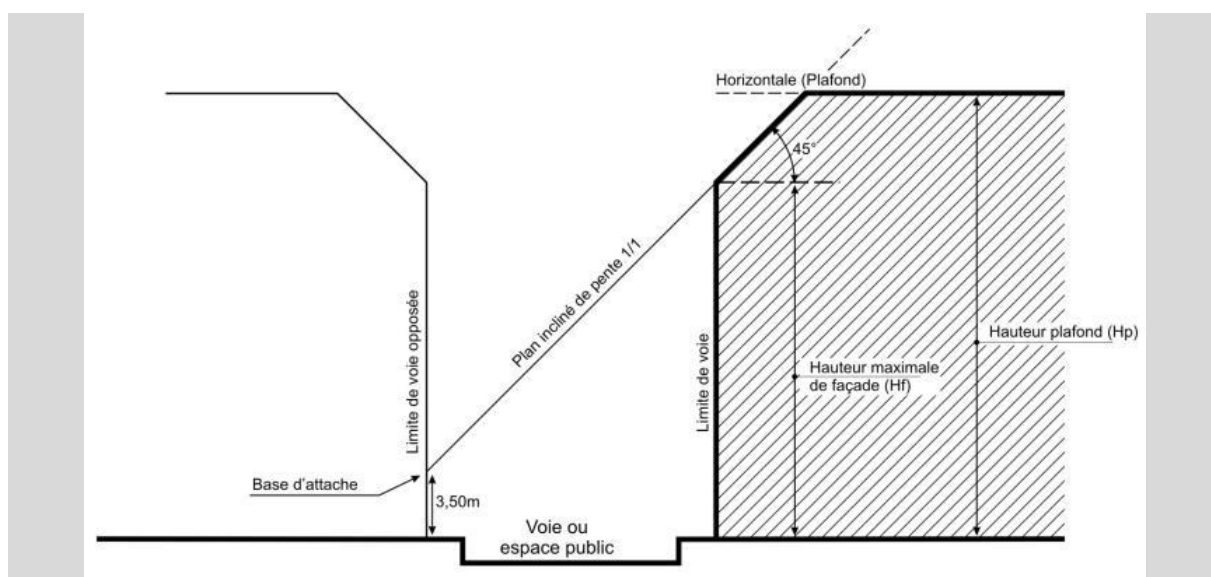 Horizontale (Plafond)
45°
Plan incliné de pente 1/1
Limite de voie opposée
Limite de voie
Hauteur plafond (Hp)
Hauteur maximale
de façade (Hf)
Base d'attache
3,50m
Voie ou
espace public